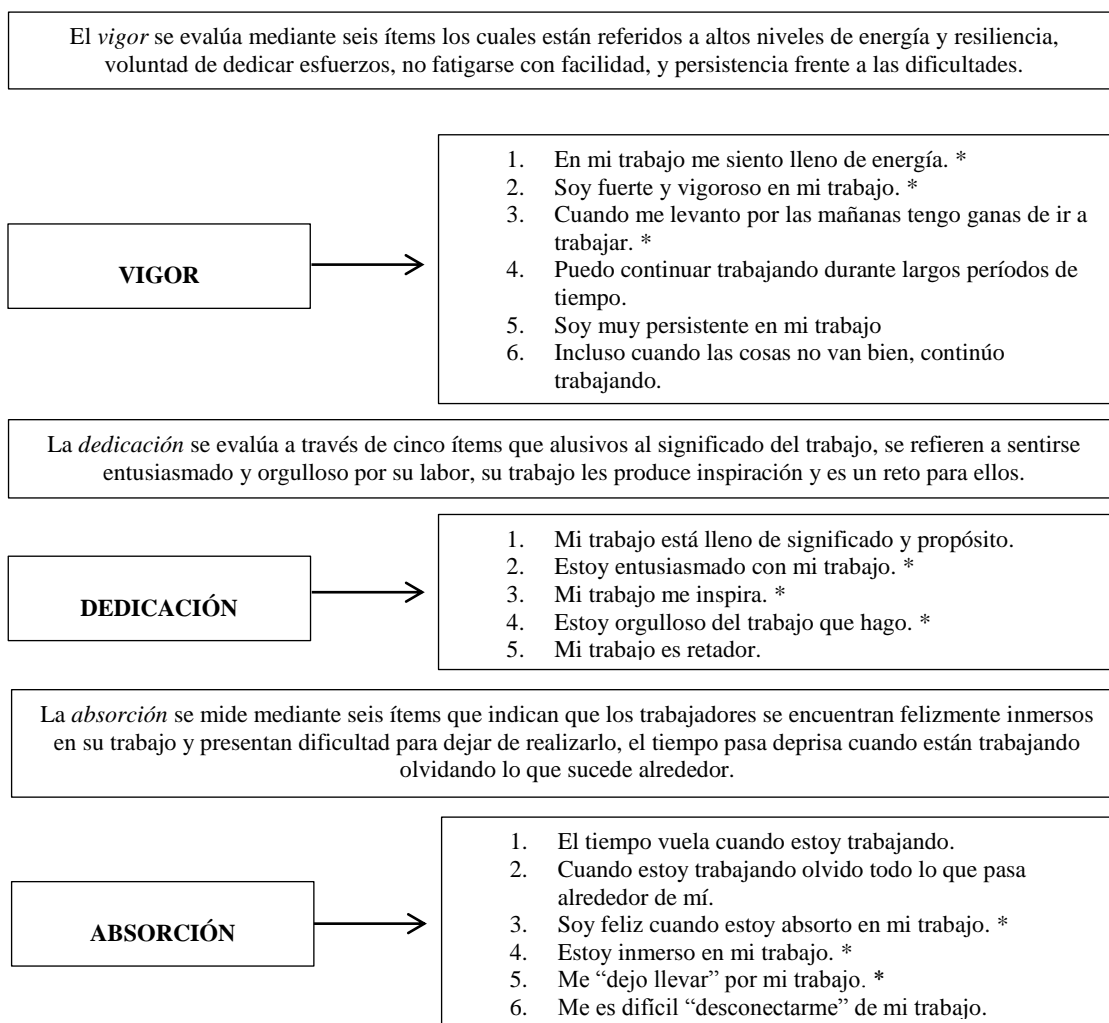 El vigor se evalúa mediante seis ítems los cuales están referidos a altos niveles de energía y resiliencia,
voluntad de dedicar esfuerzos, no fatigarse con facilidad, y persistencia frente a las dificultades.
VIGOR
1. En mi trabajo me siento lleno de energía. *
2. Soy fuerte y vigoroso en mi trabajo. *
3. Cuando me levanto por las mañanas tengo ganas de ir a
trabajar. *
4. Puedo continuar trabajando durante largos períodos de
tiempo.
5. Soy muy persistente en mi trabajo
6. Incluso cuando las cosas no van bien, continúo
trabajando.
La dedicación se evalúa a través de cinco ítems que alusivos al significado del trabajo, se refieren a sentirse
entusiasmado y orgulloso por su labor, su trabajo les produce inspiración y es un reto para ellos.
DEDICACIÓN
1. Mi trabajo está lleno de significado y propósito.
2. Estoy entusiasmado con mi trabajo. *
3. Mi trabajo me inspira. *
4. Estoy orgulloso del trabajo que hago. *
5. Mi trabajo es retador.
La absorción se mide mediante seis ítems que indican que los trabajadores se encuentran felizmente inmersos
en su trabajo y presentan dificultad para dejar de realizarlo, el tiempo pasa deprisa cuando están trabajando
olvidando lo que sucede alrededor.
ABSORCIÓN
1. El tiempo vuela cuando estoy trabajando.
2. Cuando estoy trabajando olvido todo lo que pasa
alrededor de mí.
3. Soy feliz cuando estoy absorto en mi trabajo. *
4. Estoy inmerso en mi trabajo. *
5. Me “dejo llevar” por mi trabajo. *
6. Me es difícil “desconectarme” de mi trabajo.